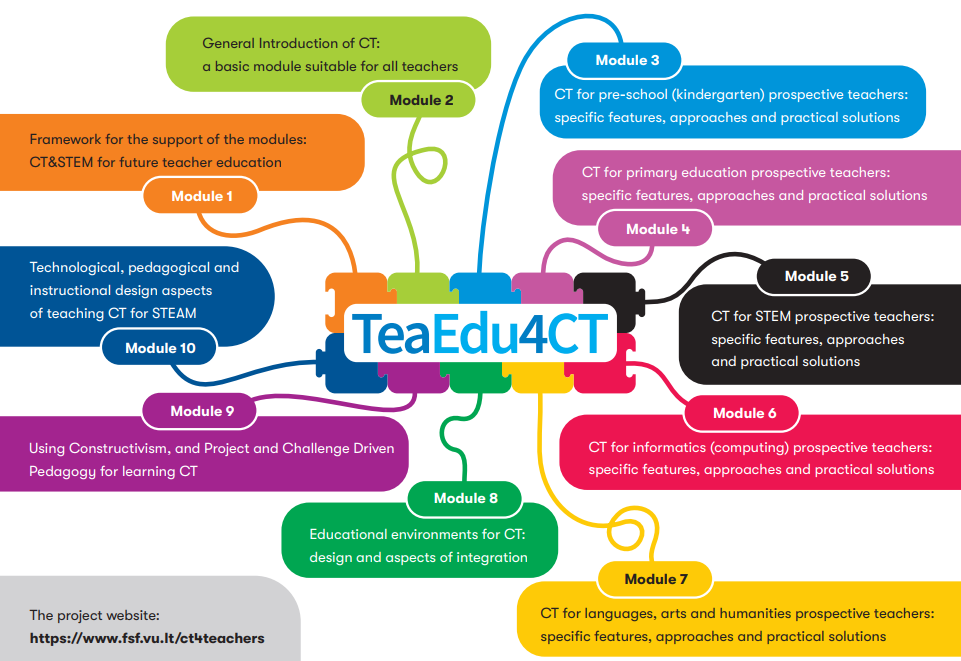 General Introduction of CT:
a basic module suitable for all teachers
Module 2
Module 3
CT for pre-school (kindergarten) prospective teachers:
specific features, approaches and practical solutions
Framework for the support of the modules:
CT&STEM for future teacher education
Module 1
CT for primary education prospective teachers:
specific features, approaches and practical solutions
Module 4
Technological, pedagogical and
instructional design aspects
of teaching CT for STEAM
Module 10
Module 5
CT for STEM prospective teachers:
specific features, approaches
and practical solutions
TeaEdu4CT
Module 9
Using Constructivism, and Project and Challenge Driven
Pedagogy for learning CT
Module 6
CT for informatics (computing) prospective teachers:
specific features, approaches and practical solutions
Module 8
Educational environments for CT:
design and aspects of integration
Module 7
CT for languages, arts and humanities prospective teachers:
specific features, approaches and practical solutions
The project website:
https://www.fsf.vu.lt/ct4teachers